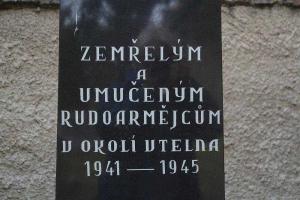 ZEMŘELÝM
A
UMUČENÝM
RUDOARMĚJCŮM
V OKOLÍ UTELNA
1941 — 1945